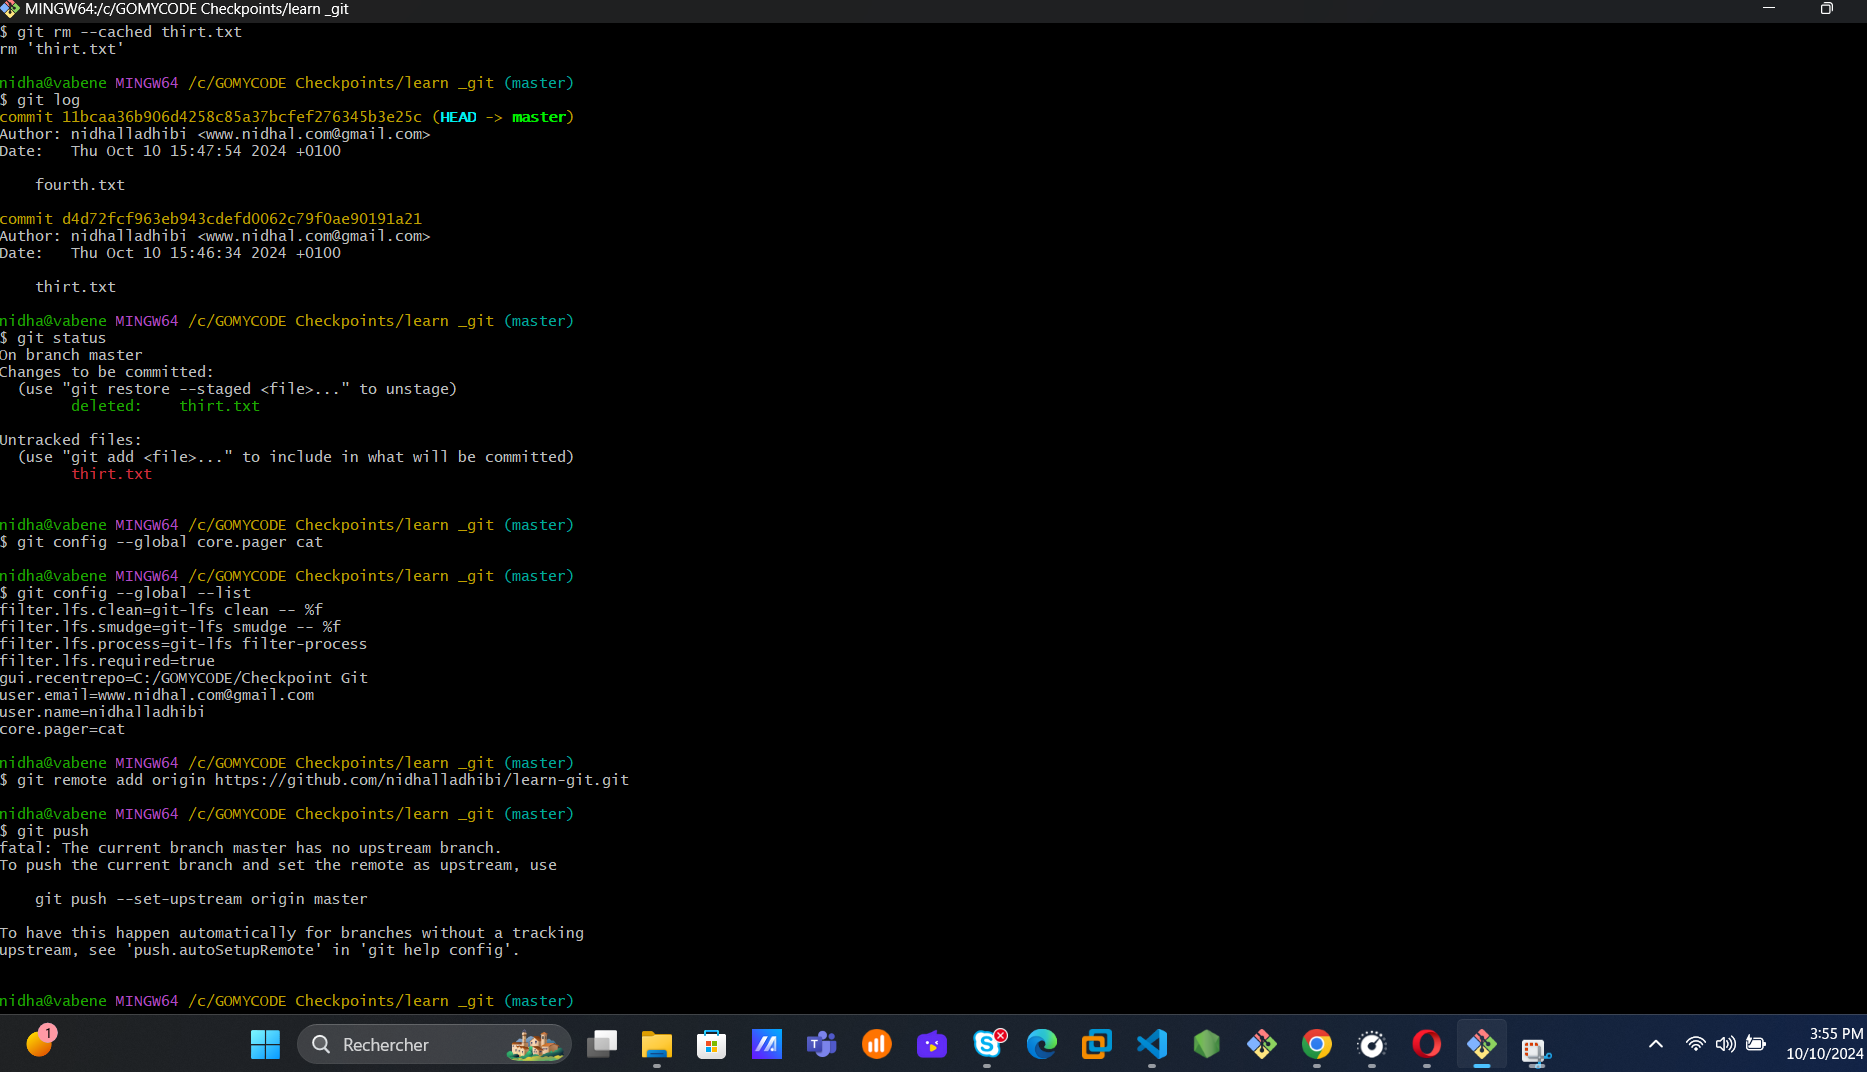 MINGW64:/c/GOMYCODE Checkpoints/learn _git
$ git rm --cached thirt.txt
rm 'thirt.txt'
nidha@vabene MINGW64 /c/GOMYCODE Checkpoints/learn _git (master)
$ git log
commit 11bcaa36b906d4258c85a37bcfef276345b3e25c (HEAD -> master)
Author: nidhalladhibi <www.nidhal.com@gmail.com>
Date:   Thu Oct 10 15:47:54 2024 +0100
fourth.txt
commit d4d72fcf963eb943cdefd0062c79f0ae90191a21
Author: nidhalladhibi <www.nidhal.com@gmail.com>
Date:   Thu Oct 10 15:46:34 2024 +0100
thirt.txt
nidha@vabene MINGW64 /c/GOMYCODE Checkpoints/learn _git (master)
$ git status
On branch master
Changes to be committed:
(use "git restore --staged <file>..." to unstage)
deleted:    thirt.txt
Untracked files:
(use "git add <file>..." to include in what will be committed)
thirt.txt
nidha@vabene MINGW64 /c/GOMYCODE Checkpoints/learn _git (master)
$ git config --global core.pager cat
nidha@vabene MINGW64 /c/GOMYCODE Checkpoints/learn _git (master)
$ git config --global --list
filter.lfs.clean=git-lfs clean -- %f
filter.lfs.smudge=git-lfs smudge -- %f
filter.lfs.process=git-lfs filter-process
filter.lfs.required=true
gui.recentrepo=C:/GOMYCODE/Checkpoint Git
user.email=www.nidhal.com@gmail.com
user.name=nidhalladhibi
core.pager=cat
nidha@vabene MINGW64 /c/GOMYCODE Checkpoints/learn _git (master)
$ git remote add origin https://github.com/nidhalladhibi/learn-git.git
nidha@vabene MINGW64 /c/GOMYCODE Checkpoints/learn _git (master)
$ git push
fatal: The current branch master has no upstream branch.
To push the current branch and set the remote as upstream, use
git push --set-upstream origin master
To have this happen automatically for branches without a tracking
upstream, see 'push.autoSetupRemote' in 'git help config'.
nidha@vabene MINGW64 /c/GOMYCODE Checkpoints/learn _git (master)
1
Rechercher
3:55 PM
10/10/2024